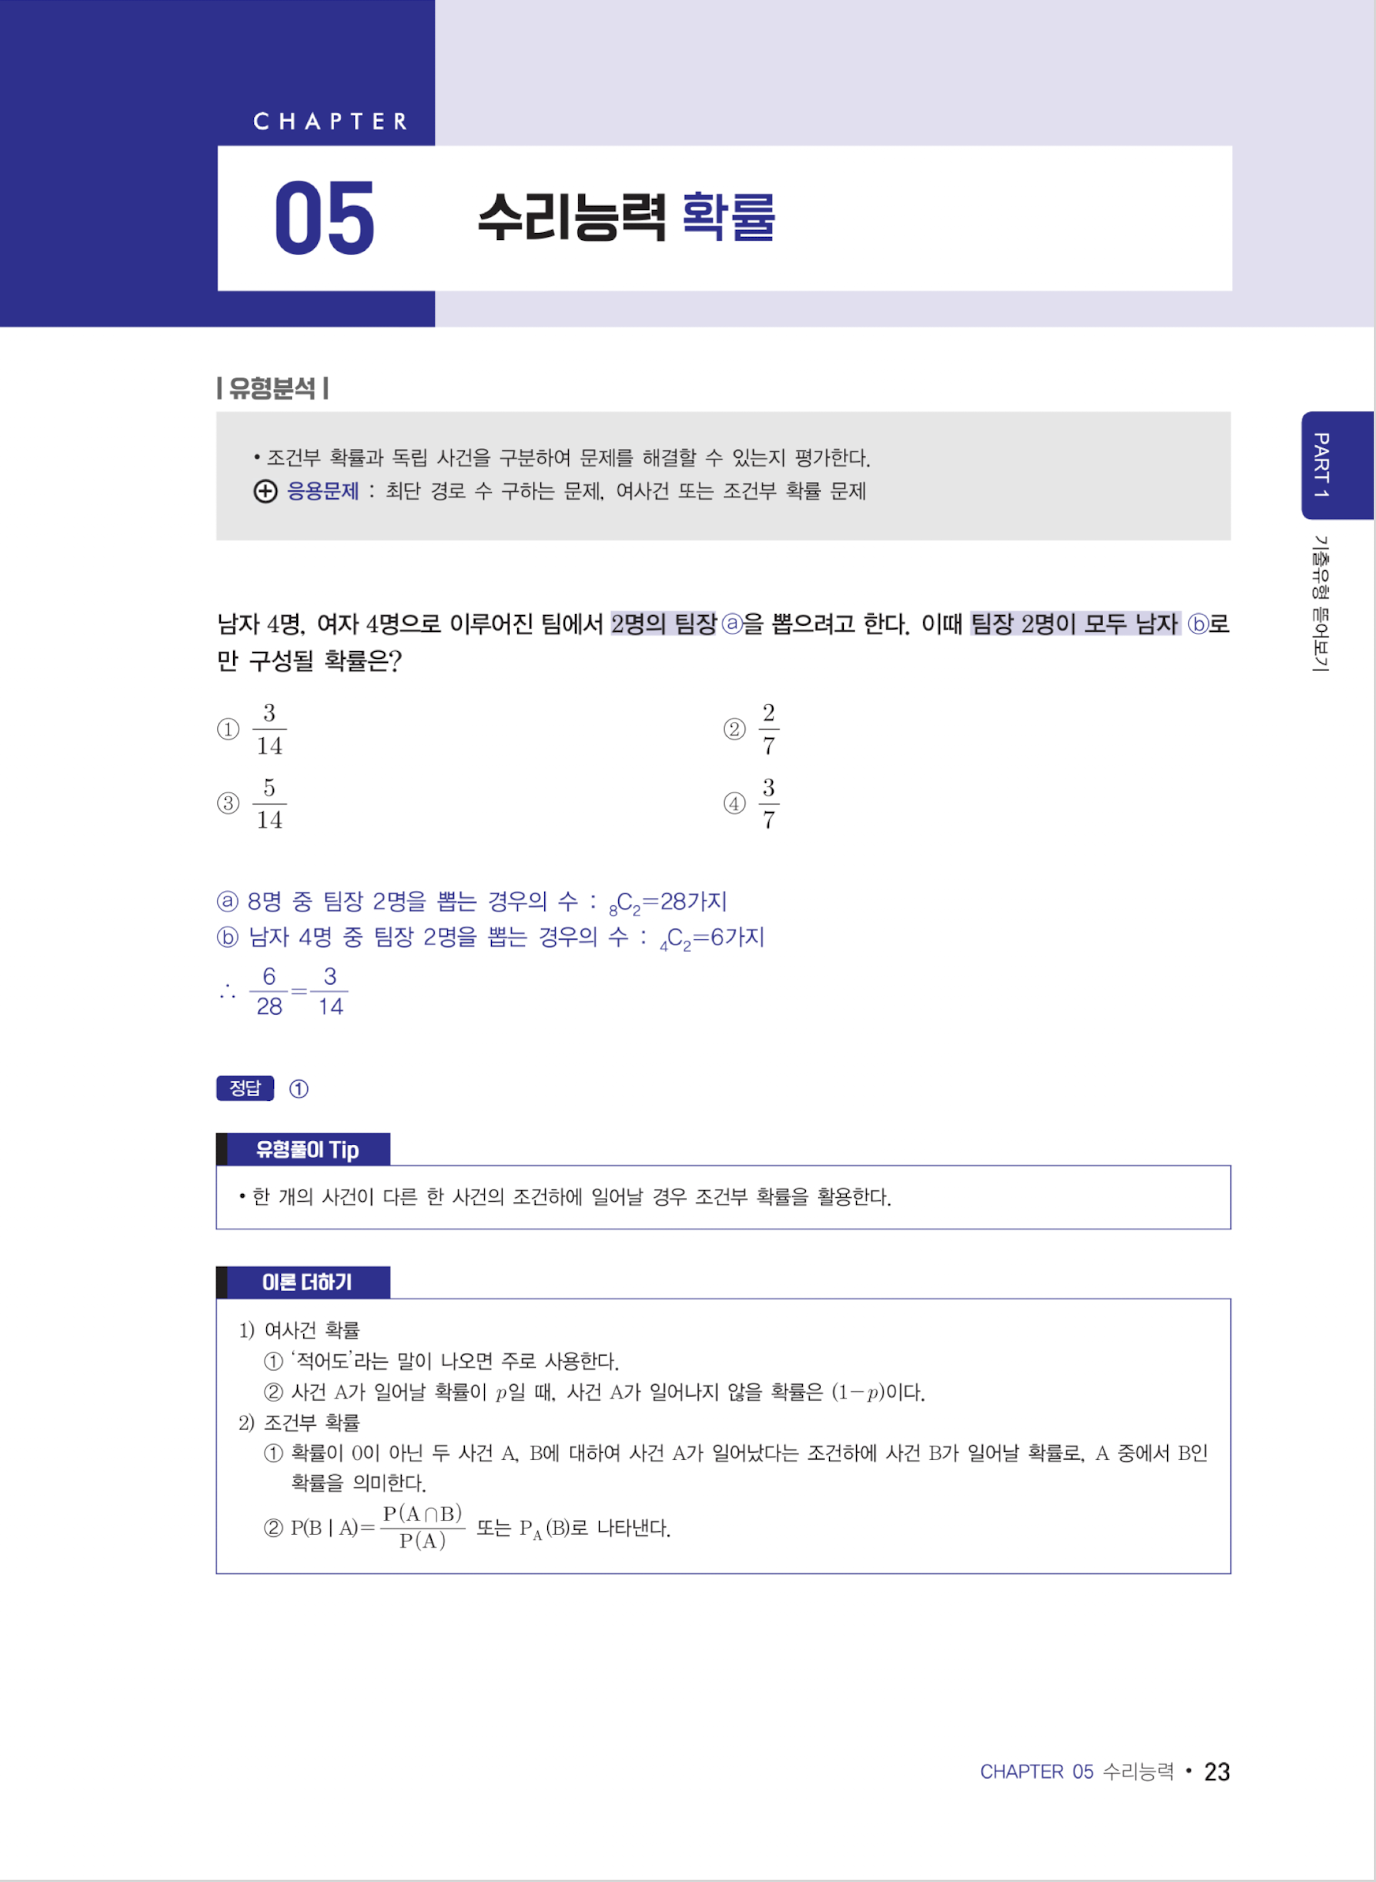 CHAPTER
05 수리능력 확률
| 유형분석 |
• 조건부 확률과 독립 사건을 구분하여 문제를 해결할 수 있는지 평가한다.
⊕ 응용문제 : 최단 경로 수 구하는 문제, 여사건 또는 조건부 확률 문제
PART 1
기출유형 뜯어보기
남자 4명, 여자 4명으로 이루어진 팀에서 2명의 팀장 ⓐ을 뽑으려고 한다. 이때 팀장 2명이 모두 남자 ⓑ로
만 구성될 확률은?
① 3/14 ② 2/7
③ 5/14 ④ 3/7
ⓐ 8명 중 팀장 2명을 뽑는 경우의 수 : ₈C₂=28가지
ⓑ 남자 4명 중 팀장 2명을 뽑는 경우의 수 : ₄C₂=6가지
∴ 6/28=3/14
정답 ①
유형풀이 Tip
• 한 개의 사건이 다른 한 사건의 조건하에 일어날 경우 조건부 확률을 활용한다.
이론 더하기
1) 여사건 확률
① ‘적어도’라는 말이 나오면 주로 사용한다.
② 사건 A가 일어날 확률이 p일 때, 사건 A가 일어나지 않을 확률은 (1−p)이다.
2) 조건부 확률
① 확률이 0이 아닌 두 사건 A, B에 대하여 사건 A가 일어났다는 조건하에 사건 B가 일어날 확률로, A 중에서 B인
확률을 의미한다.
② P(B | A)=P(A∩B)/P(A) 또는 P_A(B)로 나타낸다.
CHAPTER 05 수리능력 • 23